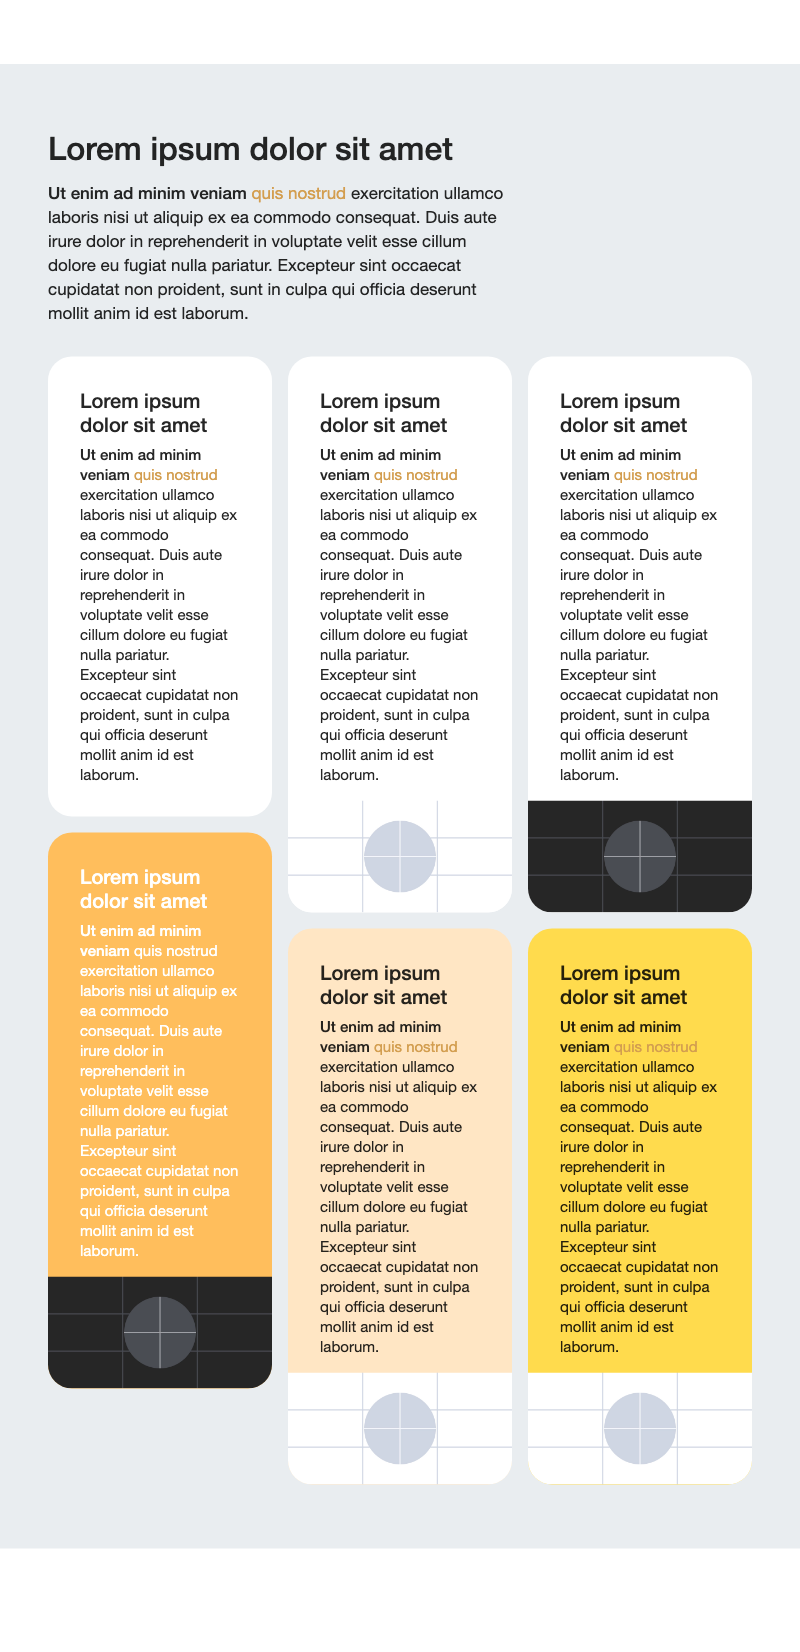 Lorem ipsum dolor sit amet
Ut enim ad minim veniam quis nostrud exercitation ullamco
laboris nisi ut aliquip ex ea commodo consequat. Duis aute
irure dolor in reprehenderit in voluptate velit esse cillum
dolore eu fugiat nulla pariatur. Excepteur sint occaecat
cupidatat non proident, sunt in culpa qui officia deserunt
mollit anim id est laborum.
Lorem ipsum
dolor sit amet
Ut enim ad minim
veniam quis nostrud
exercitation ullamco
laboris nisi ut aliquip ex
ea commodo
consequat. Duis aute
irure dolor in
reprehenderit in
voluptate velit esse
cillum dolore eu fugiat
nulla pariatur.
Excepteur sint
occaecat cupidatat non
proident, sunt in culpa
qui officia deserunt
mollit anim id est
laborum.
Lorem ipsum
dolor sit amet
Ut enim ad minim
veniam quis nostrud
exercitation ullamco
laboris nisi ut aliquip ex
ea commodo
consequat. Duis aute
irure dolor in
reprehenderit in
voluptate velit esse
cillum dolore eu fugiat
nulla pariatur.
Excepteur sint
occaecat cupidatat non
proident, sunt in culpa
qui officia deserunt
mollit anim id est
laborum.
Lorem ipsum
dolor sit amet
Ut enim ad minim
veniam quis nostrud
exercitation ullamco
laboris nisi ut aliquip ex
ea commodo
consequat. Duis aute
irure dolor in
reprehenderit in
voluptate velit esse
cillum dolore eu fugiat
nulla pariatur.
Excepteur sint
occaecat cupidatat non
proident, sunt in culpa
qui officia deserunt
mollit anim id est
laborum.
Lorem ipsum
dolor sit amet
Ut enim ad minim
veniam quis nostrud
exercitation ullamco
laboris nisi ut aliquip ex
ea commodo
consequat. Duis aute
irure dolor in
reprehenderit in
voluptate velit esse
cillum dolore eu fugiat
nulla pariatur.
Excepteur sint
occaecat cupidatat non
proident, sunt in culpa
qui officia deserunt
mollit anim id est
laborum.
Lorem ipsum
dolor sit amet
Ut enim ad minim
veniam quis nostrud
exercitation ullamco
laboris nisi ut aliquip ex
ea commodo
consequat. Duis aute
irure dolor in
reprehenderit in
voluptate velit esse
cillum dolore eu fugiat
nulla pariatur.
Excepteur sint
occaecat cupidatat non
proident, sunt in culpa
qui officia deserunt
mollit anim id est
laborum.
Lorem ipsum
dolor sit amet
Ut enim ad minim
veniam quis nostrud
exercitation ullamco
laboris nisi ut aliquip ex
ea commodo
consequat. Duis aute
irure dolor in
reprehenderit in
voluptate velit esse
cillum dolore eu fugiat
nulla pariatur.
Excepteur sint
occaecat cupidatat non
proident, sunt in culpa
qui officia deserunt
mollit anim id est
laborum.